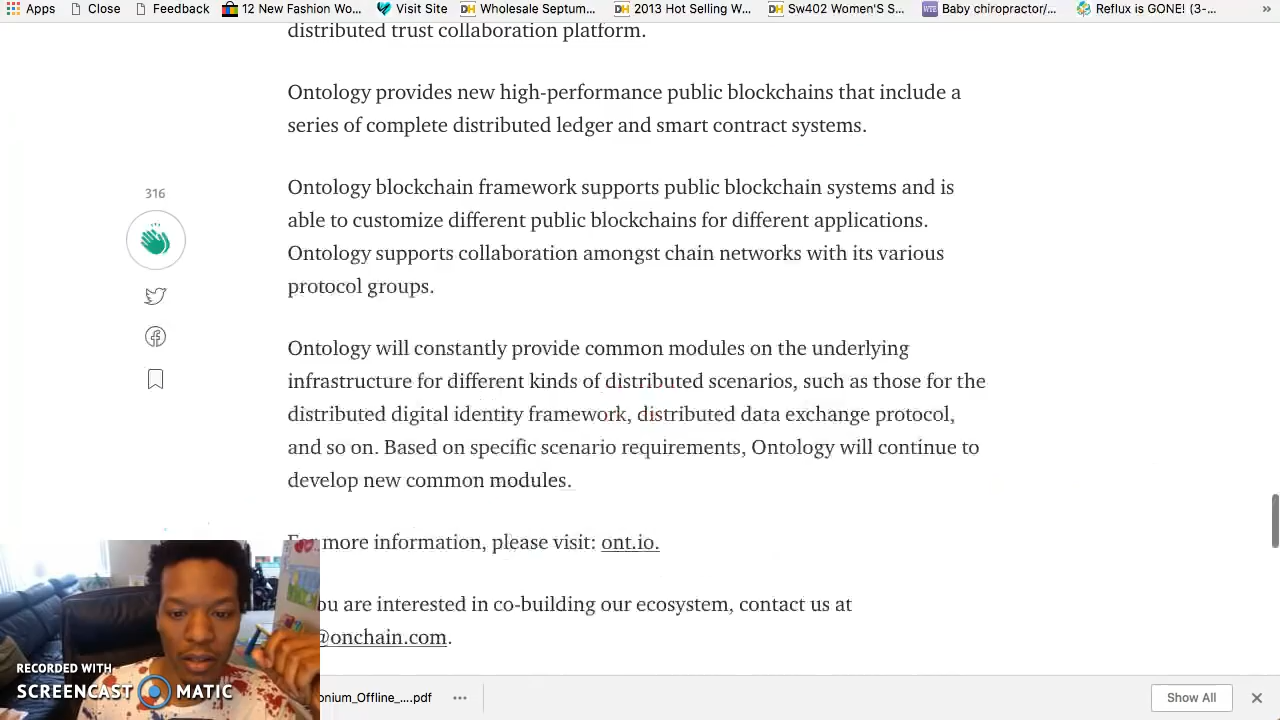 Apps Close Feedback 12 New Fashion Wo... Visit Site DH Wholesale Septum... DH 2013 Hot Selling W... DH Sw402 Women'S S... WTE Baby chiropractor/... Reflux is GONE! (3-... »
distributed trust collaboration platform.
Ontology provides new high-performance public blockchains that include a
series of complete distributed ledger and smart contract systems.
316
Ontology blockchain framework supports public blockchain systems and is
able to customize different public blockchains for different applications.
Ontology supports collaboration amongst chain networks with its various
protocol groups.
Ontology will constantly provide common modules on the underlying
infrastructure for different kinds of distributed scenarios, such as those for the
distributed digital identity framework, distributed data exchange protocol,
and so on. Based on specific scenario requirements, Ontology will continue to
develop new common modules.
more information, please visit: ont.io.
ou are interested in co-building our ecosystem, contact us at
@onchain.com.
RECORDED WITH
SCREENCAST MATIC
onium_Offline_....pdf ... Show All